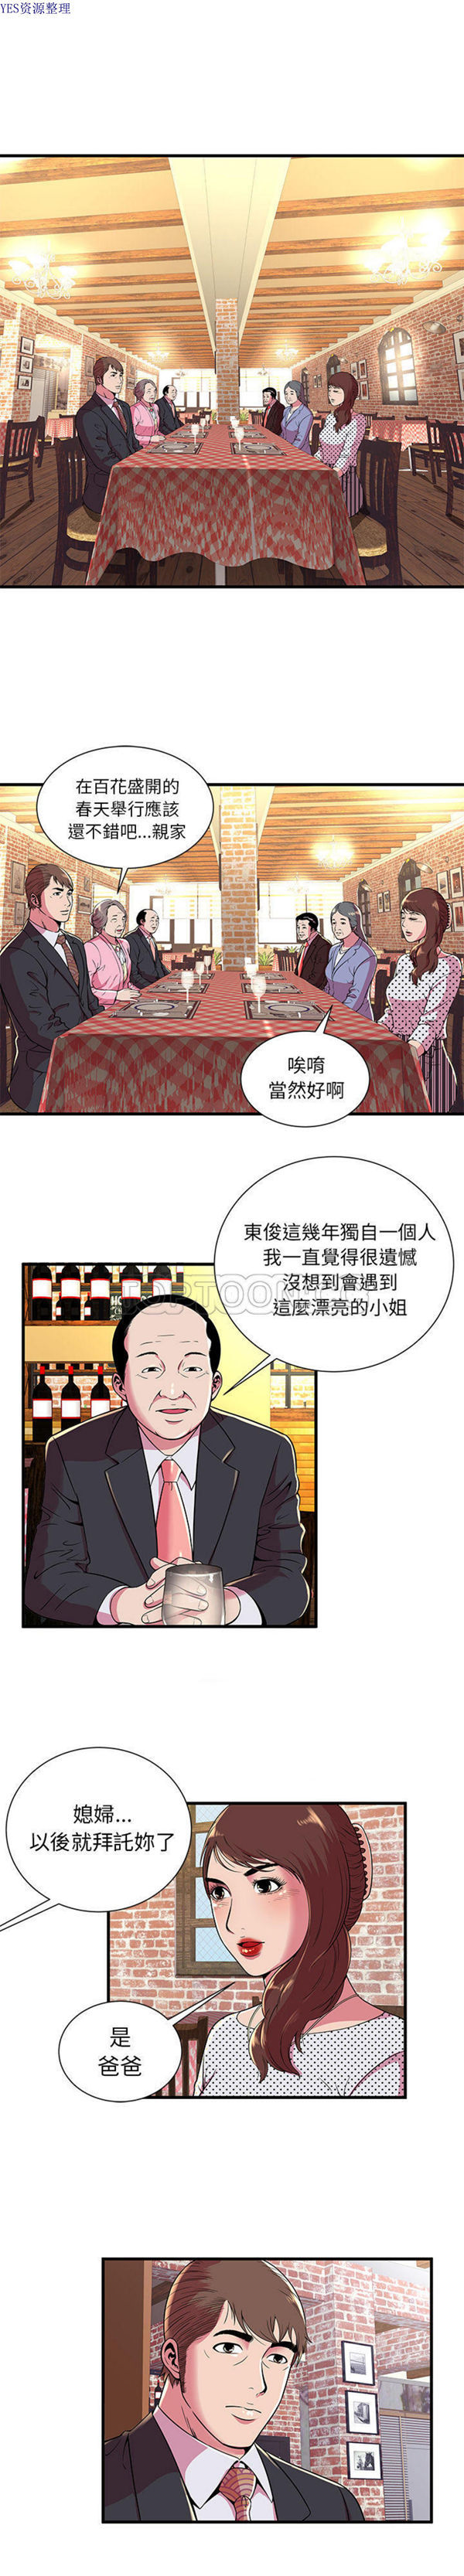 YES资源整理
在百花盛開的
春天舉行應該
還不錯吧...親家
唉唷
當然好啊
東俊這幾年獨自一個人
我一直覺得很遺憾
沒想到會遇到
這麼漂亮的小姐
媳婦...
以後就拜託妳了
是
爸爸